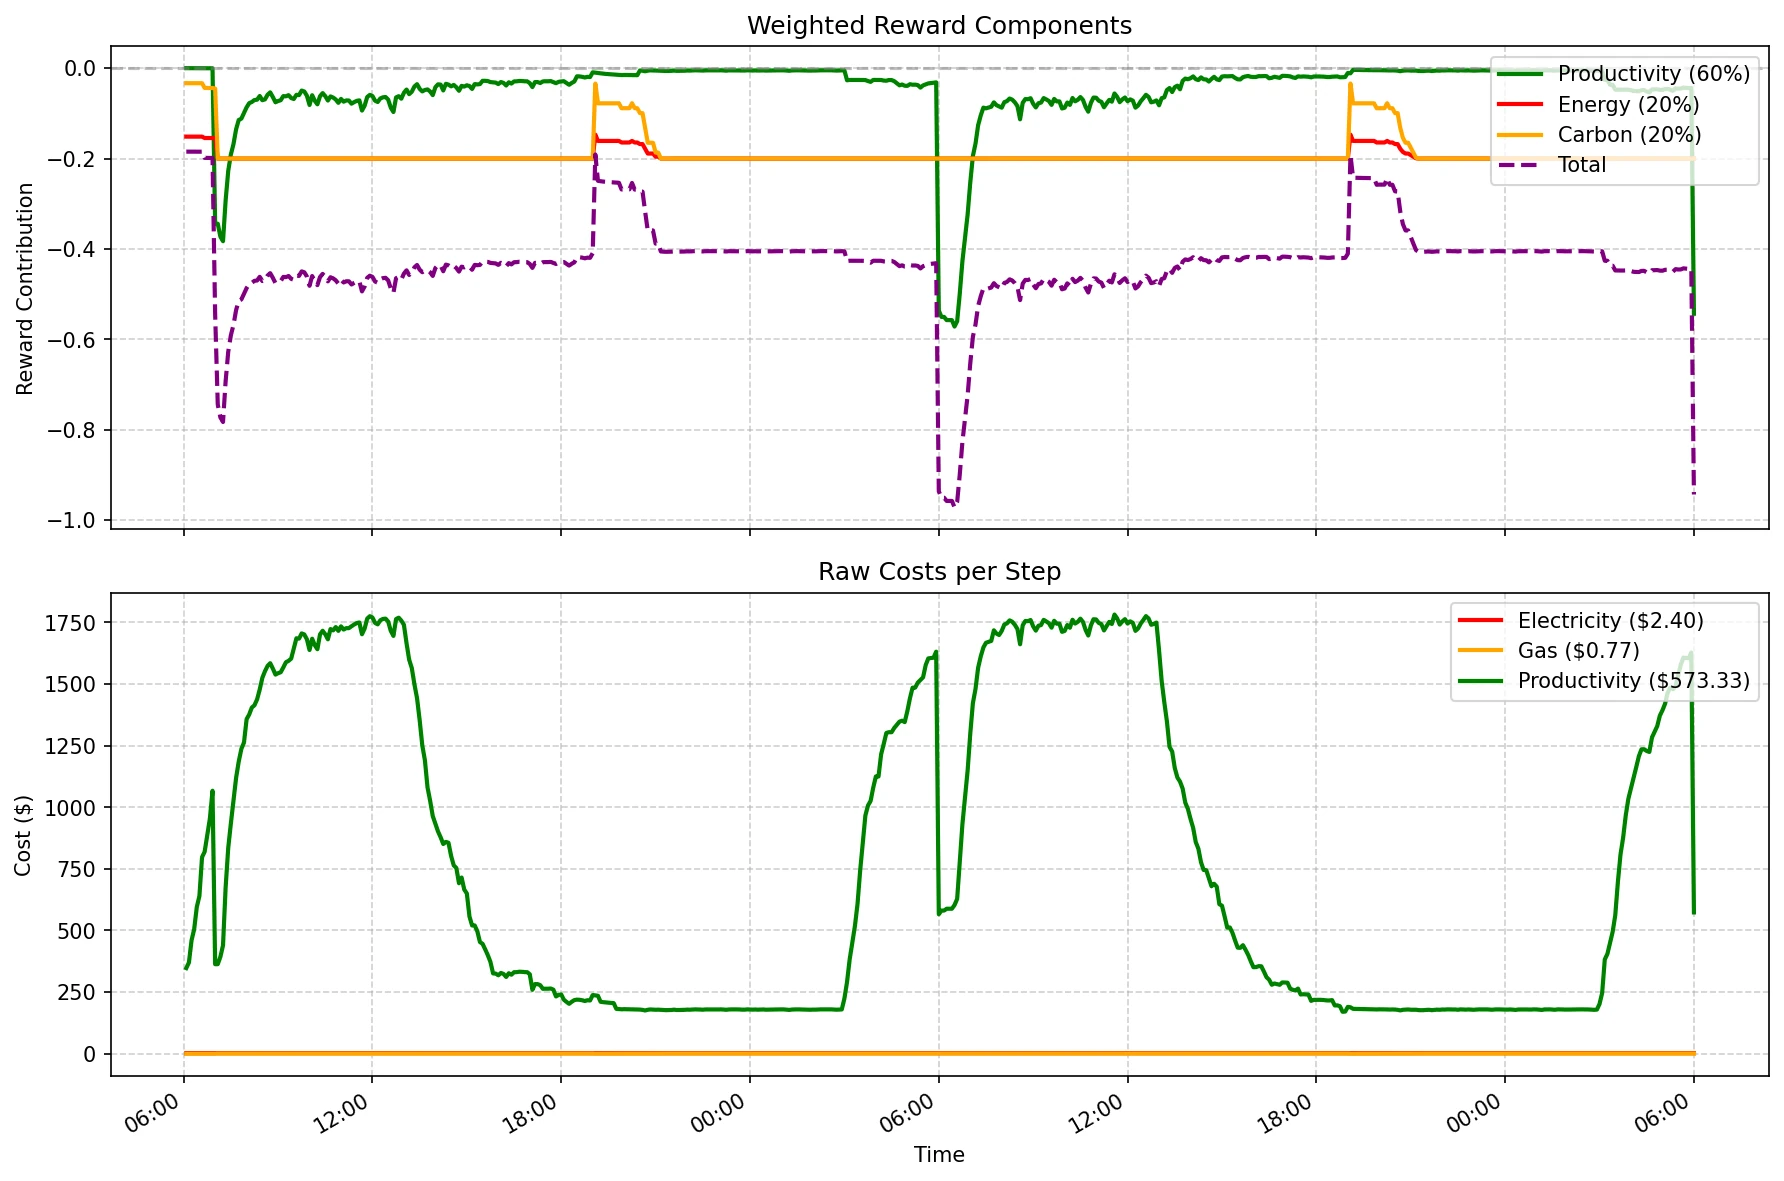 Weighted Reward Components
Reward Contribution
0.0
−0.2
−0.4
−0.6
−0.8
−1.0
Productivity (60%)
Energy (20%)
Carbon (20%)
Total
Raw Costs per Step
Cost ($)
1750
1500
1250
1000
750
500
250
0
Electricity ($2.40)
Gas ($0.77)
Productivity ($573.33)
06:00
12:00
18:00
00:00
06:00
12:00
18:00
00:00
06:00
Time